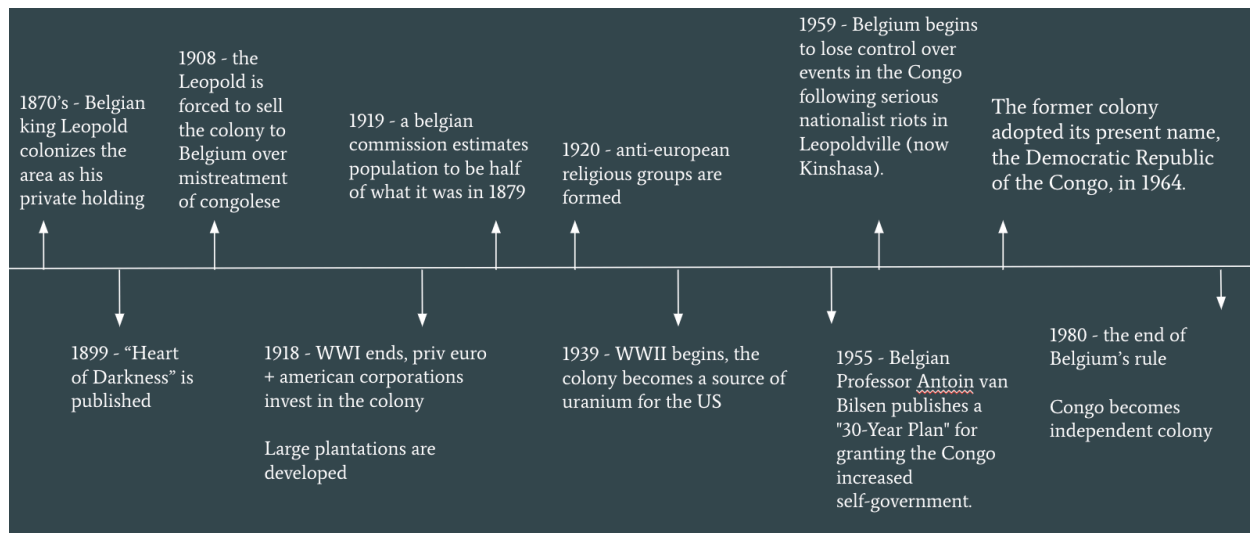 1870's - Belgian
king Leopold
colonizes the
area as his
private holding
1899 - “Heart
of Darkness” is
published
1908 - the
Leopold is
forced to sell
the colony to
Belgium over
mistreatment
of congolese
1918 - WWI ends, priv euro
+ american corporations
invest in the colony
Large plantations are
developed
1919 - a belgian
commission estimates
population to be half
of what it was in 1879
1920 - anti-european
religious groups are
formed
1939 - WWII begins, the
colony becomes a source of
uranium for the US
1955 - Belgian
Professor Antoin van
Bilsen publishes a
"30-Year Plan" for
granting the Congo
increased
self-government.
1959 - Belgium begins
to lose control over
events in the Congo
following serious
nationalist riots in
Leopoldville (now
Kinshasa).
The former colony
adopted its present name,
the Democratic Republic
of the Congo, in 1964.
1980 - the end of
Belgium's rule
Congo becomes
independent colony